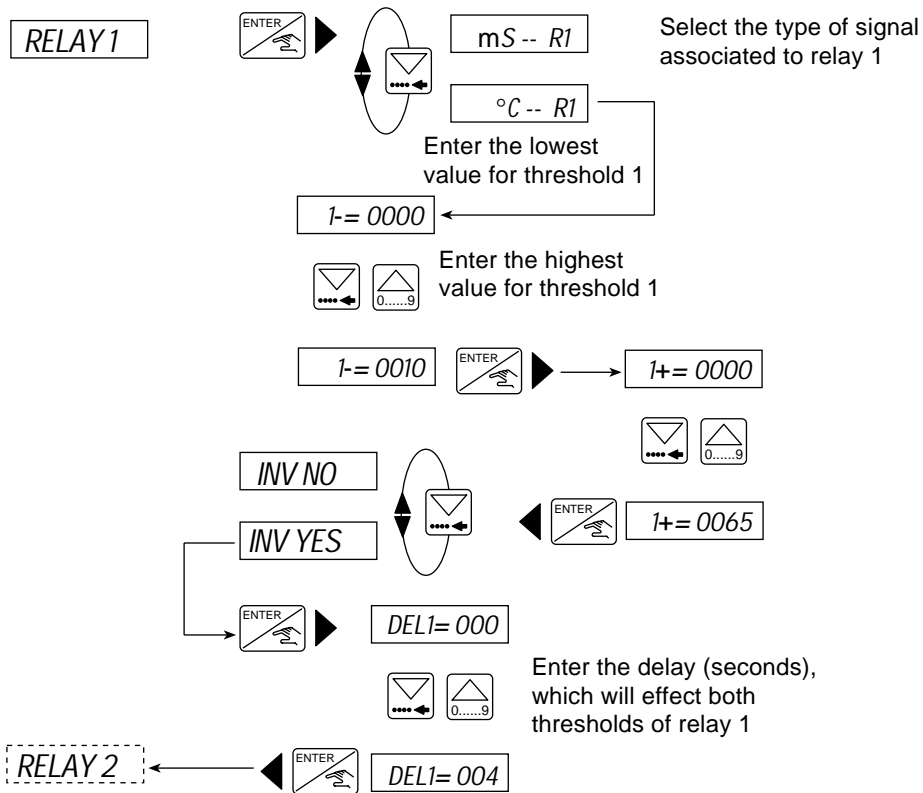 RELAY 1
ENTER
mS -- R1
Select the type of signal
associated to relay 1
°C -- R1
Enter the lowest
value for threshold 1
1-= 0000
Enter the highest
value for threshold 1
0......9
1-= 0010
ENTER
1+= 0000
0......9
INV NO
INV YES
ENTER
1+= 0065
ENTER
DEL1= 000
Enter the delay (seconds),
which will effect both
thresholds of relay 1
0......9
RELAY 2
ENTER
DEL1= 004